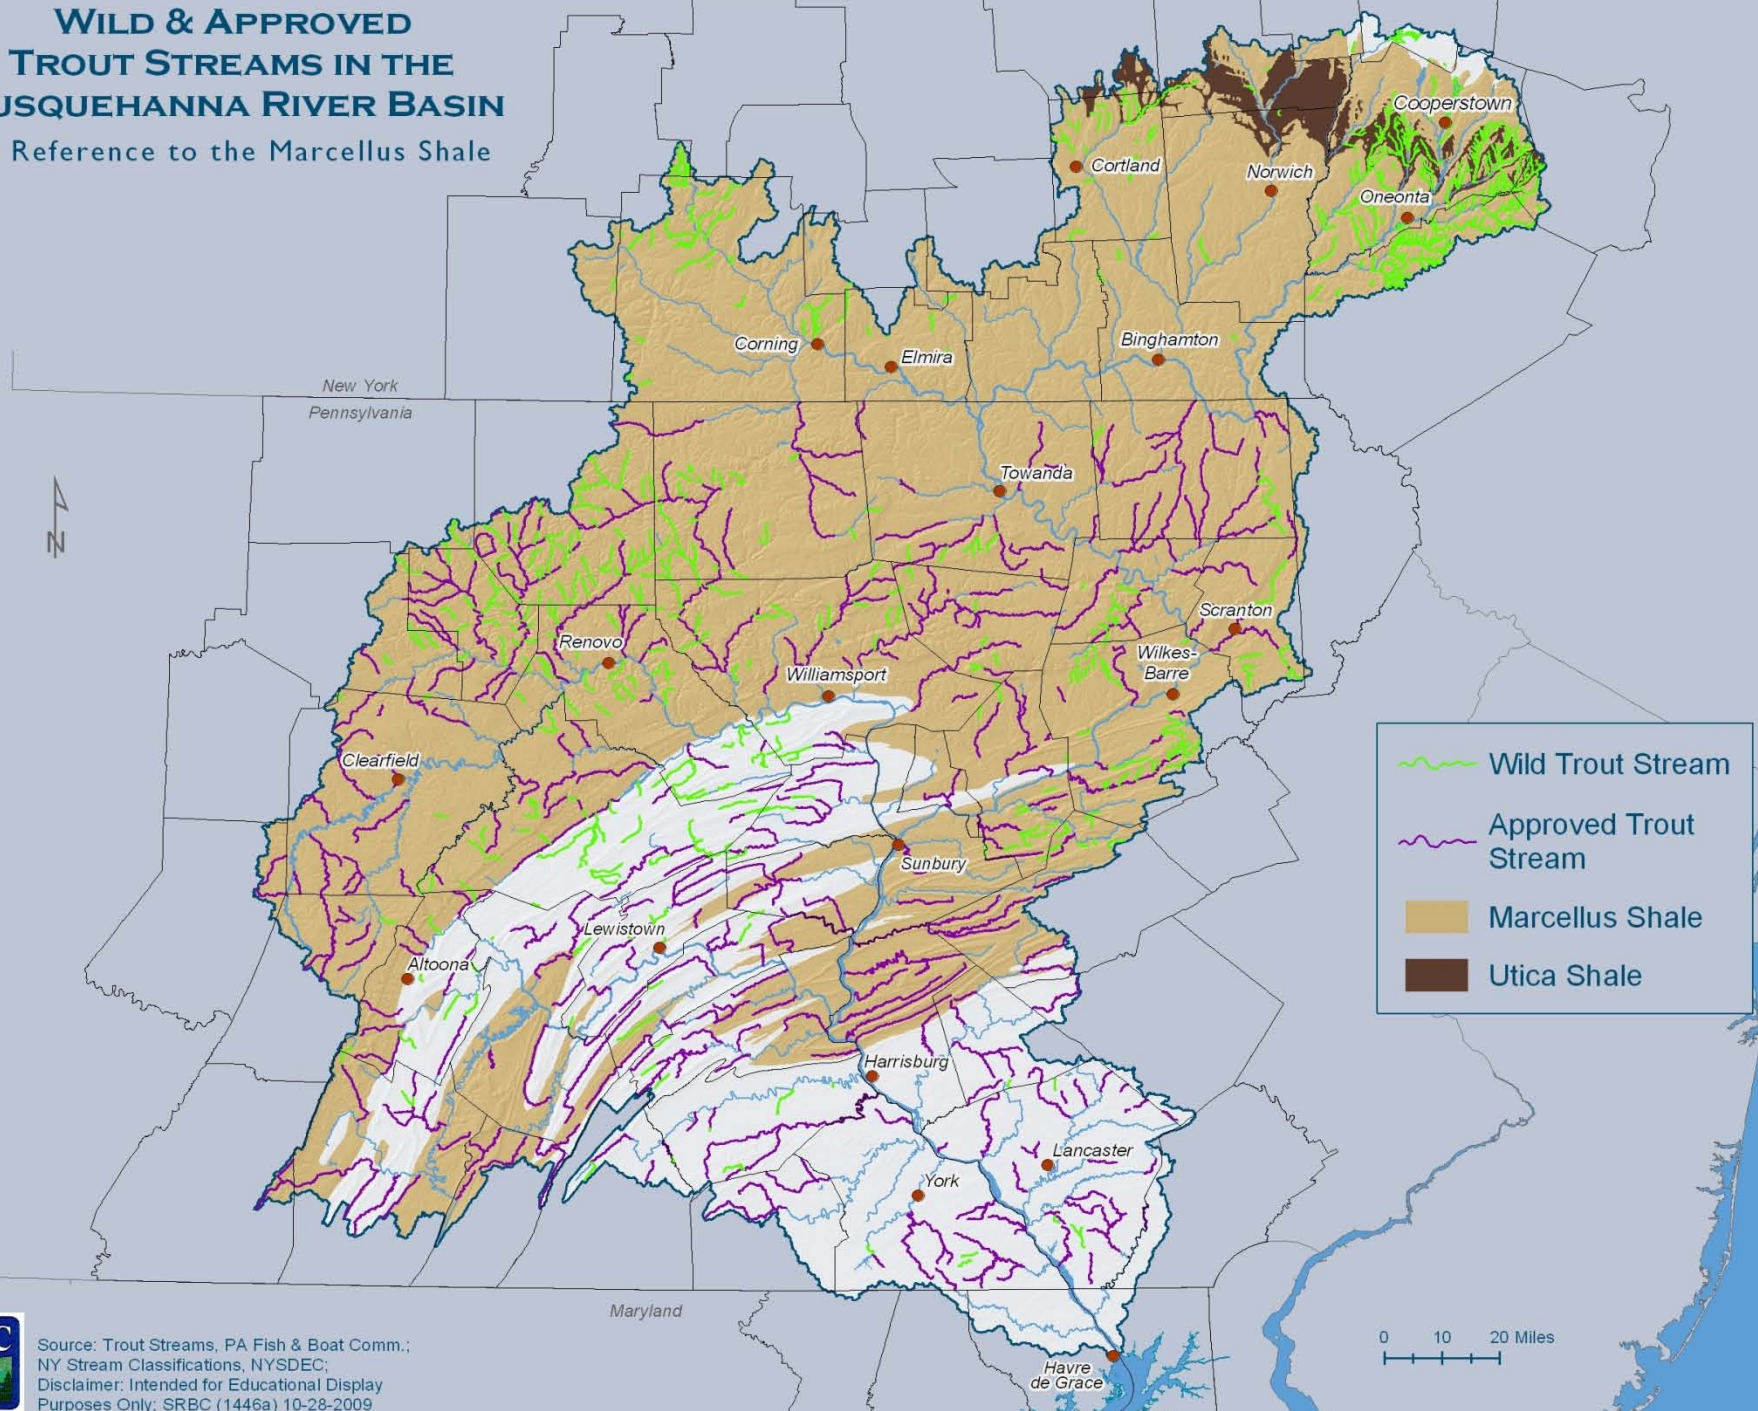 WILD & APPROVED
TROUT STREAMS IN THE
USQUEHANNA RIVER BASIN
Reference to the Marcellus Shale
Cooperstown
Cortland
Norwich
Oneonta
Corning
Elmira
Binghamton
New York
Pennsylvania
Towanda
N
Scranton
Renovo
Wilkes-
Barre
Williamsport
Clearfield
Wild Trout Stream
Approved Trout
Stream
Marcellus Shale
Utica Shale
Sunbury
Lewistown
Altoona
Harrisburg
Lancaster
York
Maryland
0 10 20 Miles
Havre
de Grace
C
Source: Trout Streams, PA Fish & Boat Comm.;
NY Stream Classifications, NYSDEC;
Disclaimer: Intended for Educational Display
Purposes Only; SRBC (1446a) 10-28-2009